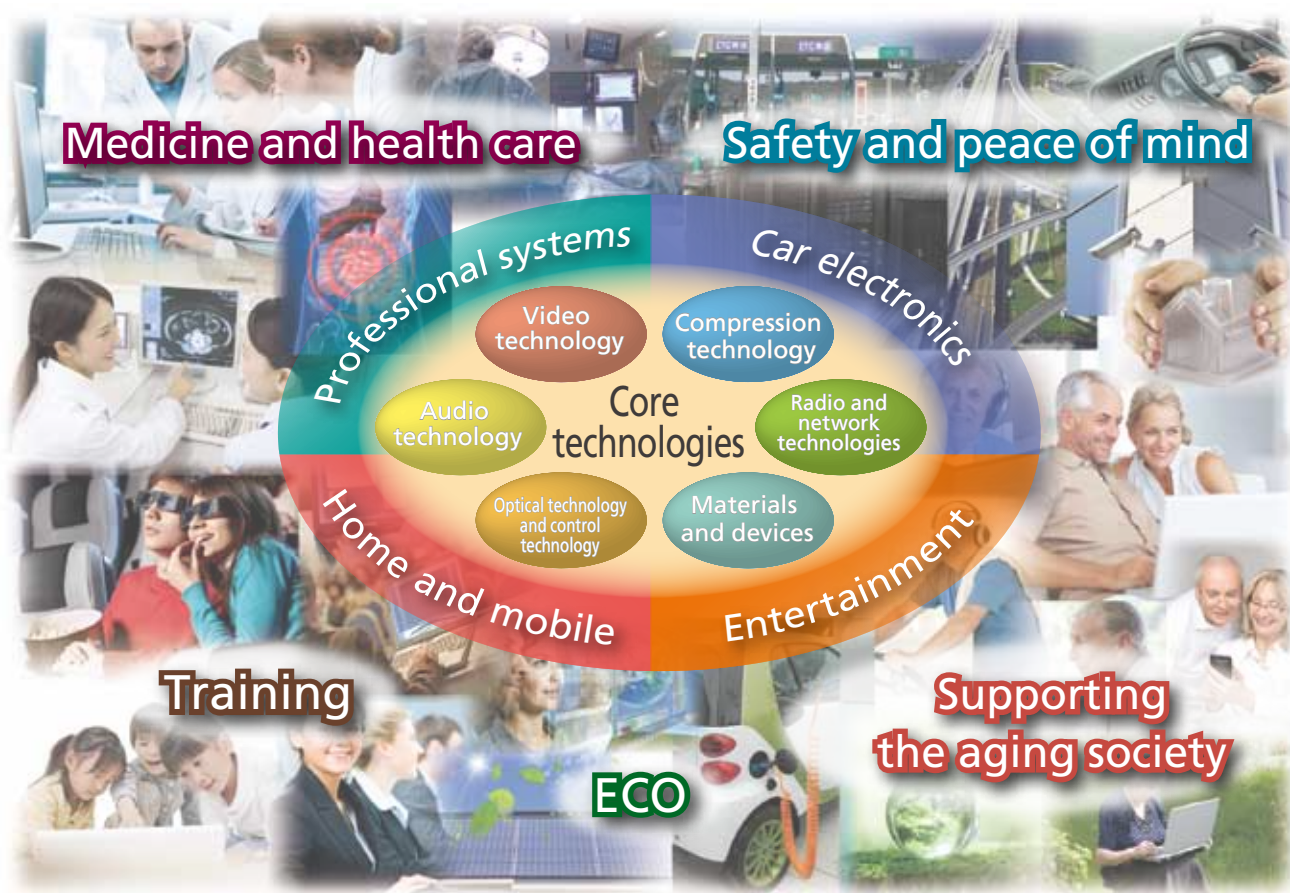 Medicine and health care
Safety and peace of mind
Professional systems
Car electronics
Video
technology
Compression
technology
Audio
technology
Core
technologies
Radio and
network
technologies
Optical technology
and control
technology
Materials
and devices
Home and mobile
Entertainment
Training
Supporting
the aging society
ECO